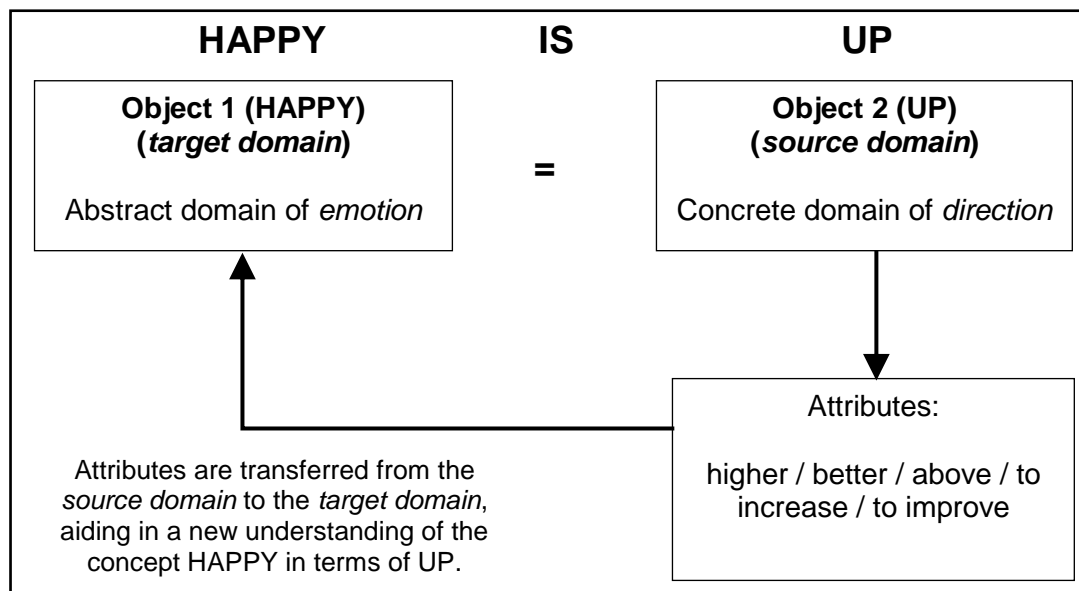 HAPPY IS UP
Object 1 (HAPPY)
(target domain)
Abstract domain of emotion
=
Object 2 (UP)
(source domain)
Concrete domain of direction
Attributes:
higher / better / above / to
increase / to improve
Attributes are transferred from the
source domain to the target domain,
aiding in a new understanding of the
concept HAPPY in terms of UP.